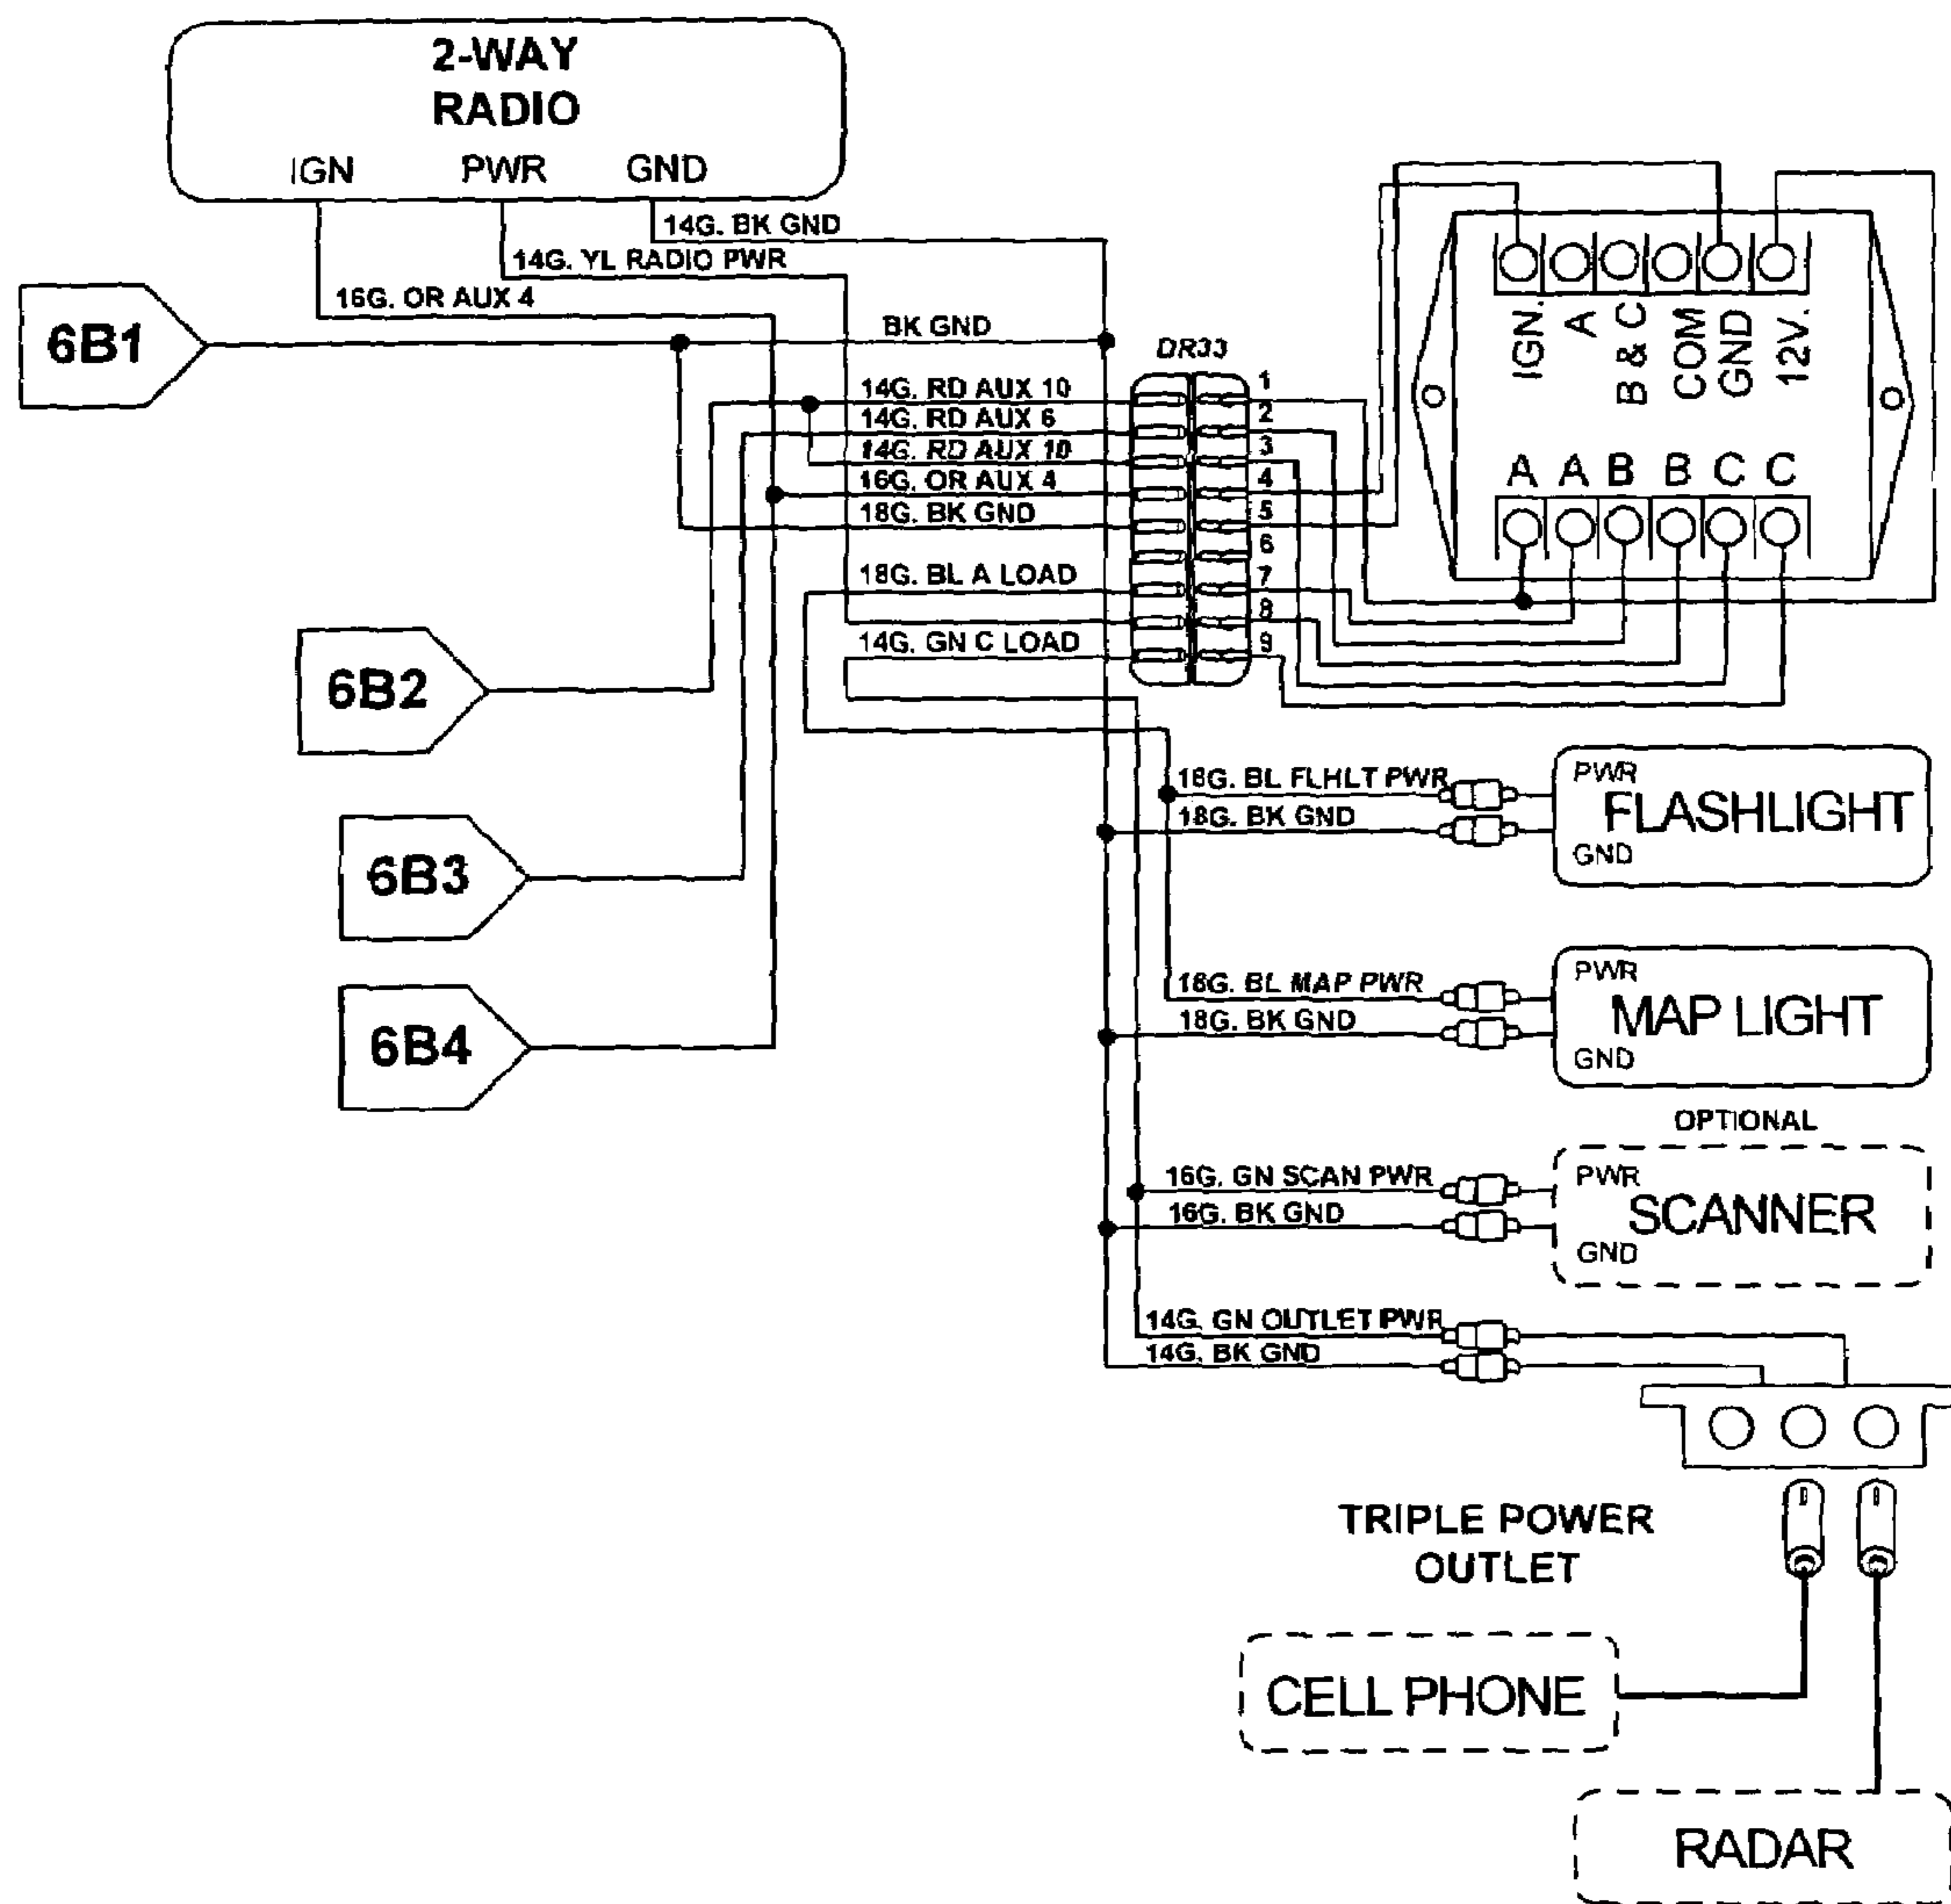 2-WAY
RADIO
IGN PWR GND
14G. BK GND
14G. YL RADIO PWR
16G. OR AUX 4
6B1
BK GND
DR33
14G. RD AUX 10
14G. RD AUX 6
14G. RD AUX 10
16G. OR AUX 4
18G. BK GND
18G. BL A LOAD
14G. GN C LOAD
1
2
3
4
5
6
7
8
9
IGN.
A
B & C
COM
GND
12V.
A A B B C C
6B2
6B3
6B4
18G. BL FLHLT PWR
18G. BK GND
PWR
FLASHLIGHT
GND
18G. BL MAP PWR
18G. BK GND
PWR
MAP LIGHT
GND
OPTIONAL
16G. GN SCAN PWR
16G. BK GND
PWR
SCANNER
GND
14G. GN OUTLET PWR
14G. BK GND
TRIPLE POWER
OUTLET
CELL PHONE
RADAR